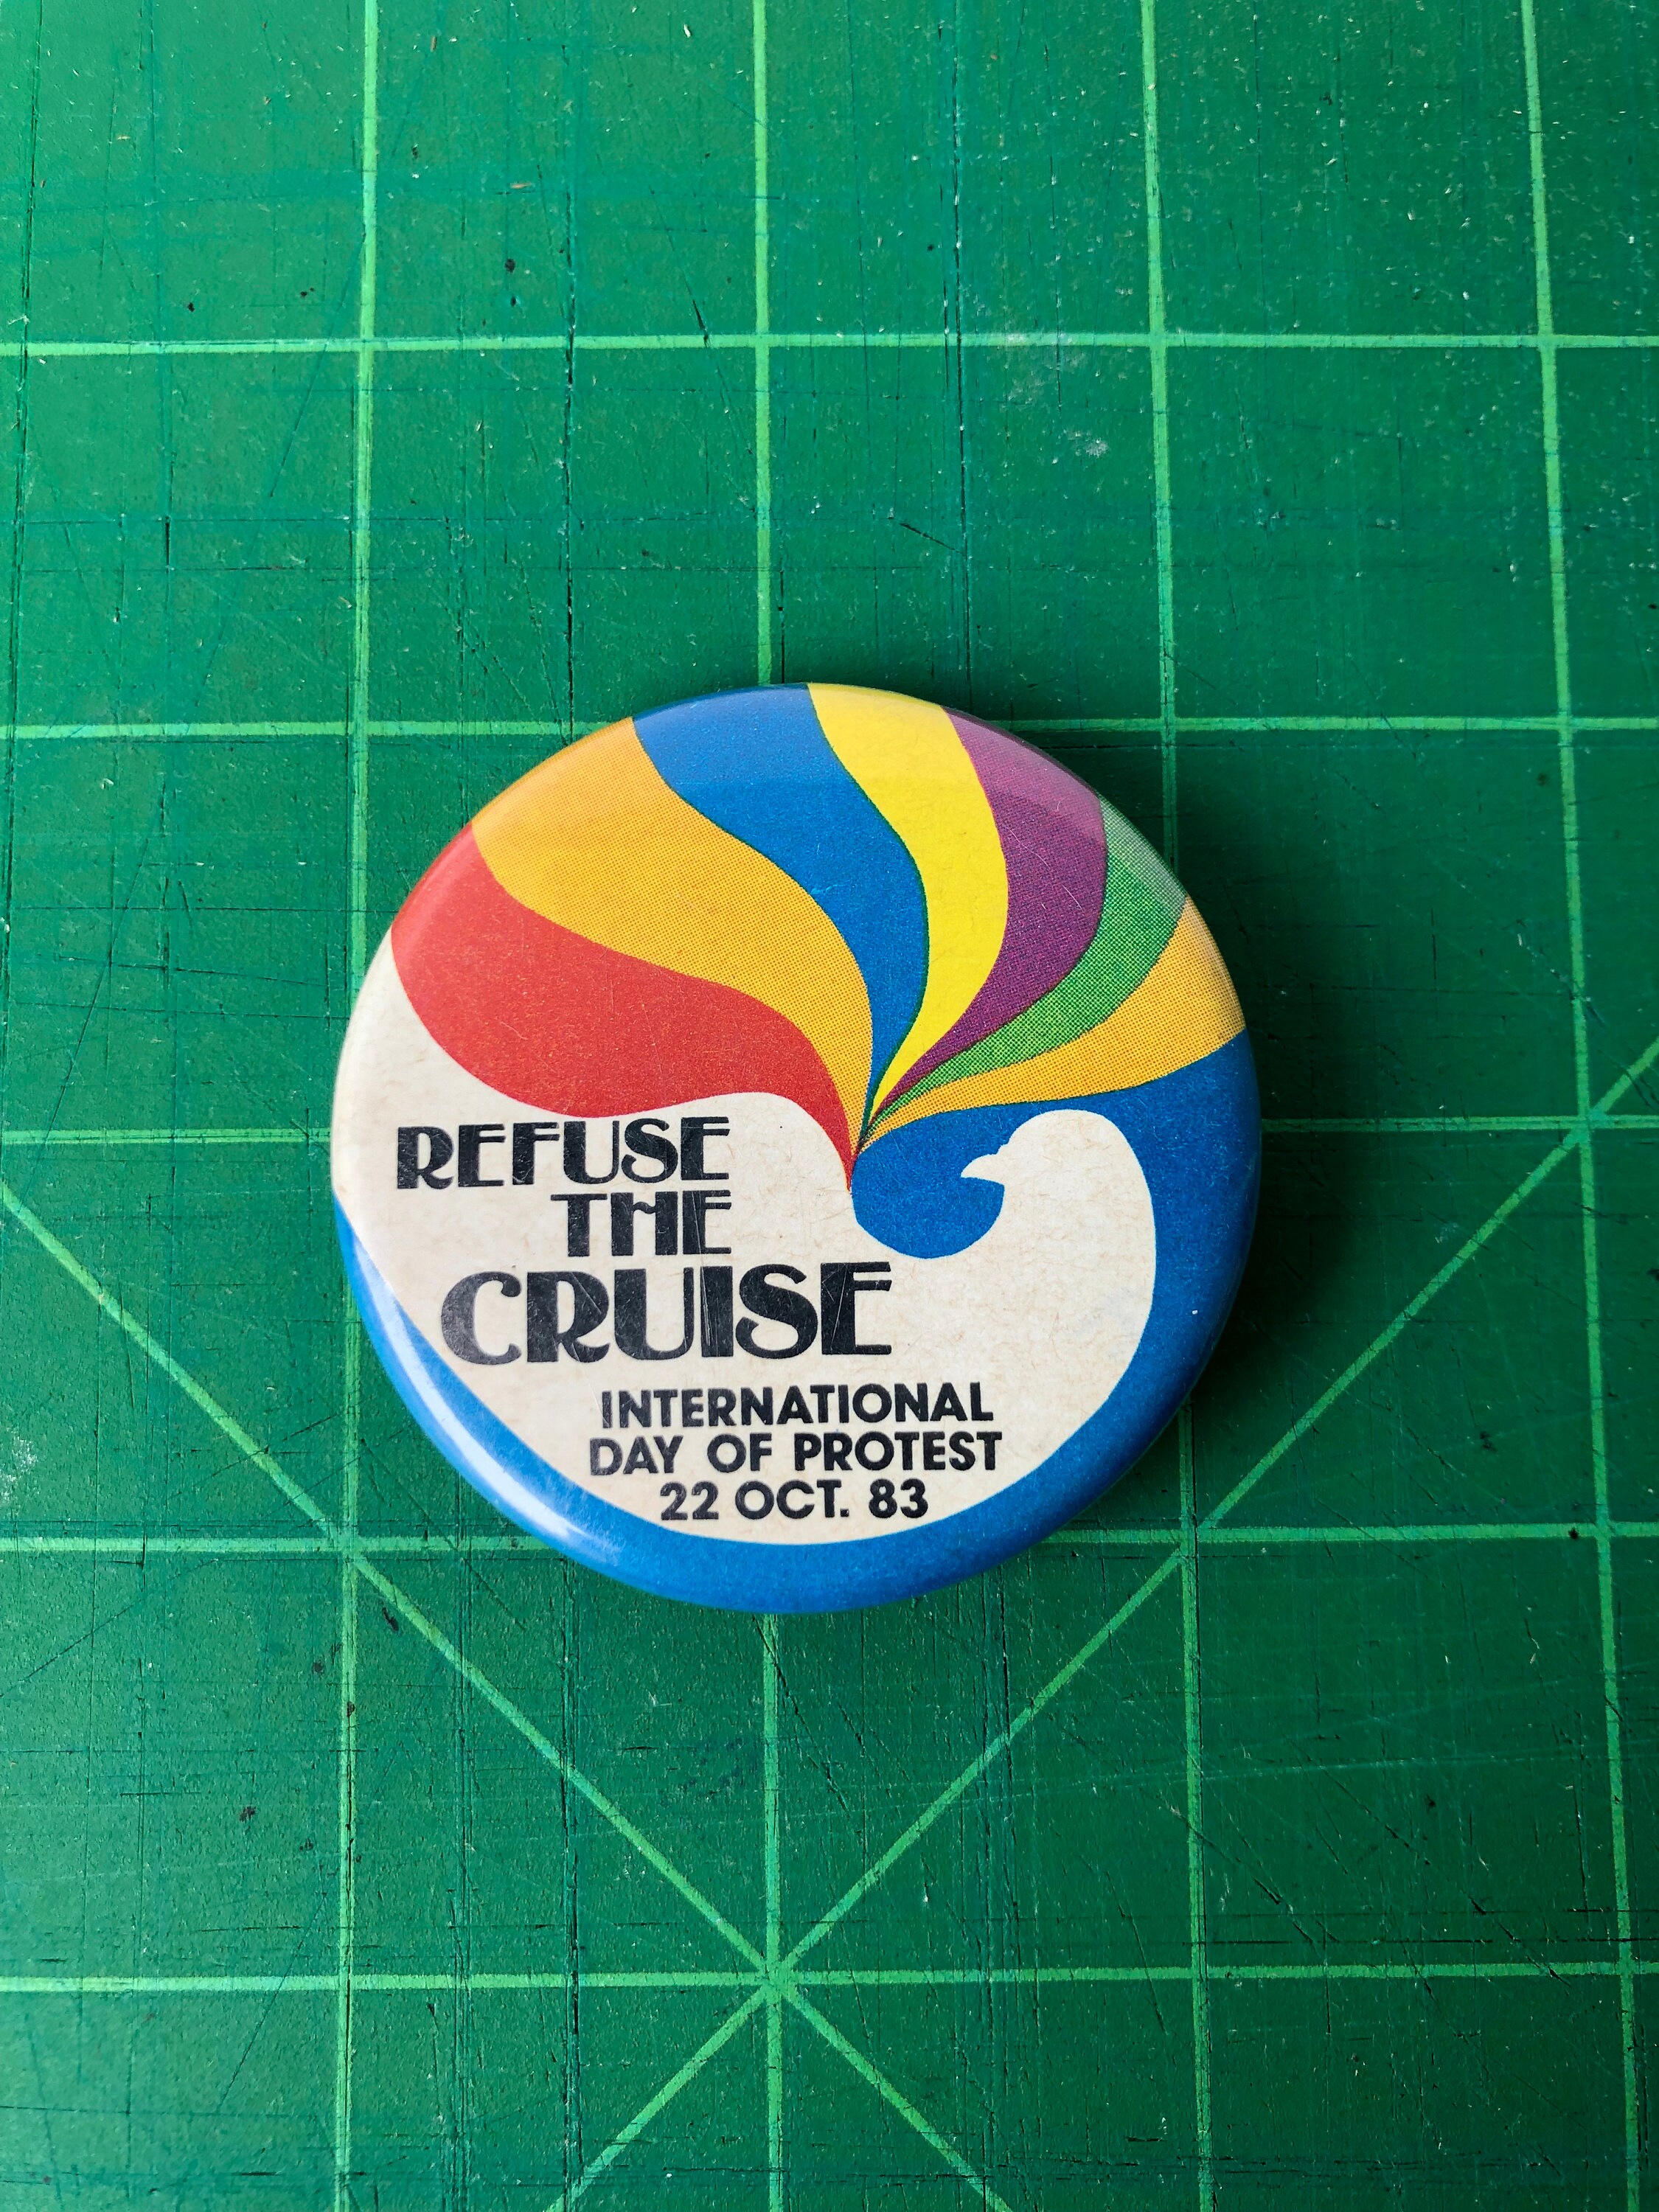 REFUSE
THE
CRUISE
INTERNATIONAL
DAY OF PROTEST
22 OCT. 83